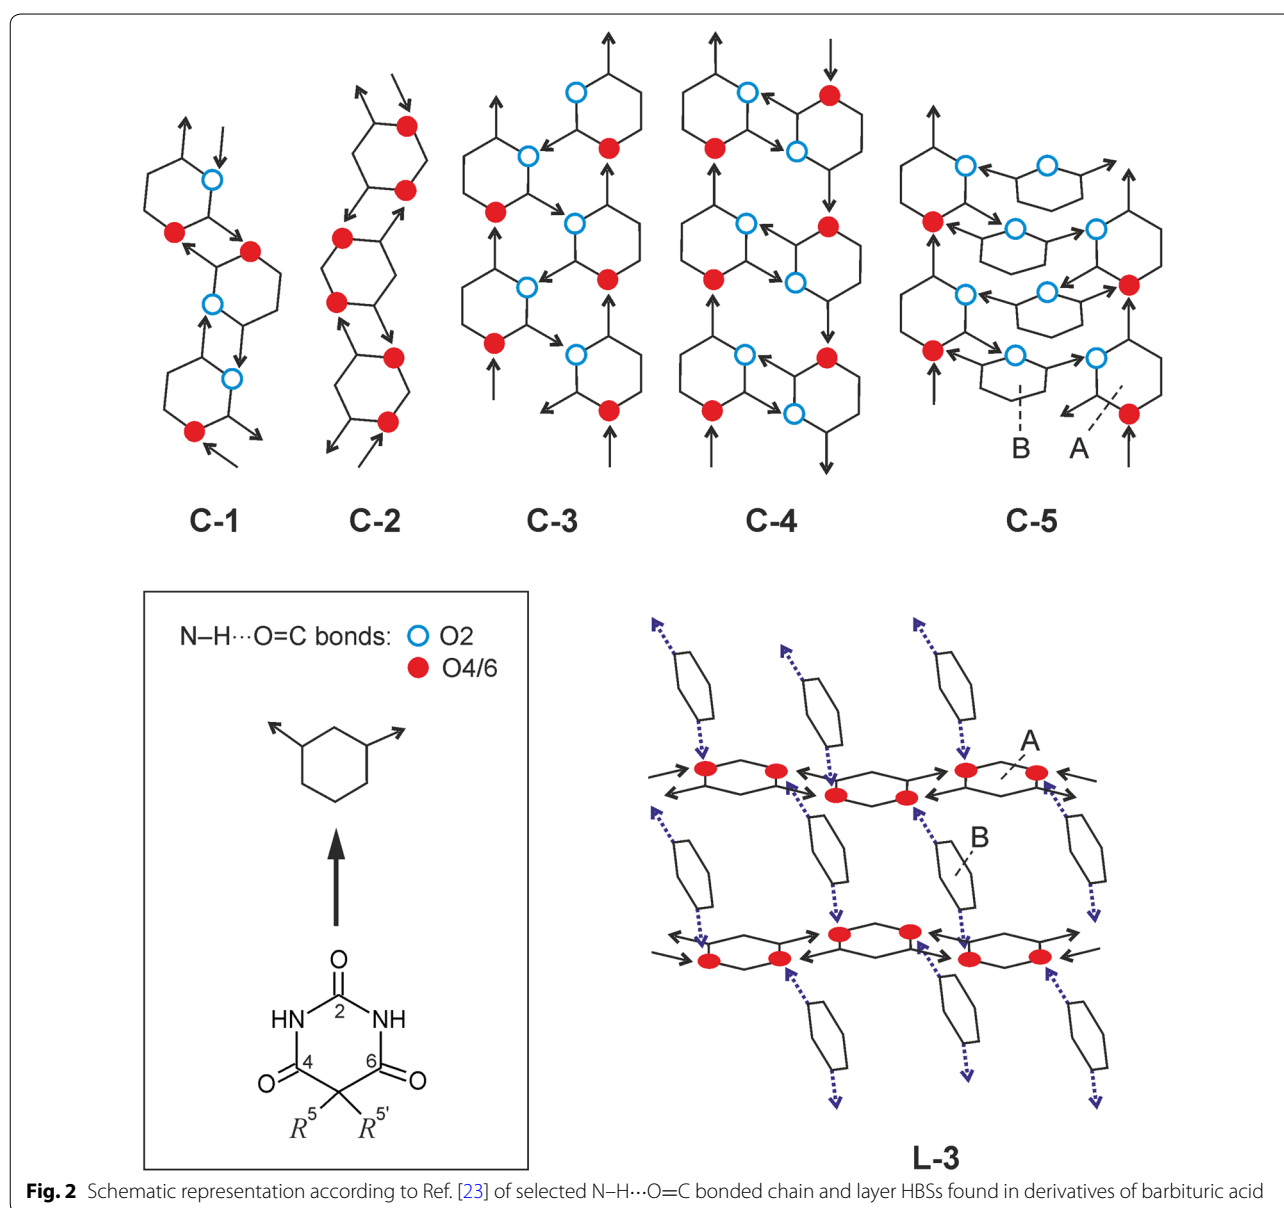 B
A
C-1
C-2
C-3
C-4
C-5
N–H···O=C bonds: O2
O4/6
O
2
HN
NH
4
6
O
O
R5
R5'
A
B
L-3
Fig. 2 Schematic representation according to Ref. [23] of selected N–H···O=C bonded chain and layer HBSs found in derivatives of barbituric acid